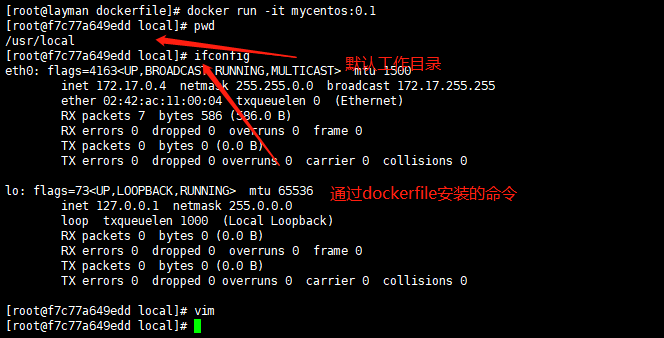 [root@layman dockerfile]# docker run -it mycentos:0.1
[root@f7c77a649edd local]# pwd
/usr/local
[root@f7c77a649edd local]# ifconfig
默认工作目录
eth0: flags=4163<UP,BROADCAST,RUNNING,MULTICAST>  mtu 1500
        inet 172.17.0.4  netmask 255.255.0.0  broadcast 172.17.255.255
        ether 02:42:ac:11:00:04  txqueuelen 0  (Ethernet)
        RX packets 7  bytes 586 (586.0 B)
        RX errors 0  dropped 0  overruns 0  frame 0
        TX packets 0  bytes 0 (0.0 B)
        TX errors 0  dropped 0 overruns 0  carrier 0  collisions 0
lo: flags=73<UP,LOOPBACK,RUNNING>  mtu 65536
通过dockerfile安装的命令
        inet 127.0.0.1  netmask 255.0.0.0
        loop  txqueuelen 1000  (Local Loopback)
        RX packets 0  bytes 0 (0.0 B)
        RX errors 0  dropped 0  overruns 0  frame 0
        TX packets 0  bytes 0 (0.0 B)
        TX errors 0  dropped 0 overruns 0  carrier 0  collisions 0
[root@f7c77a649edd local]# vim
[root@f7c77a649edd local]#